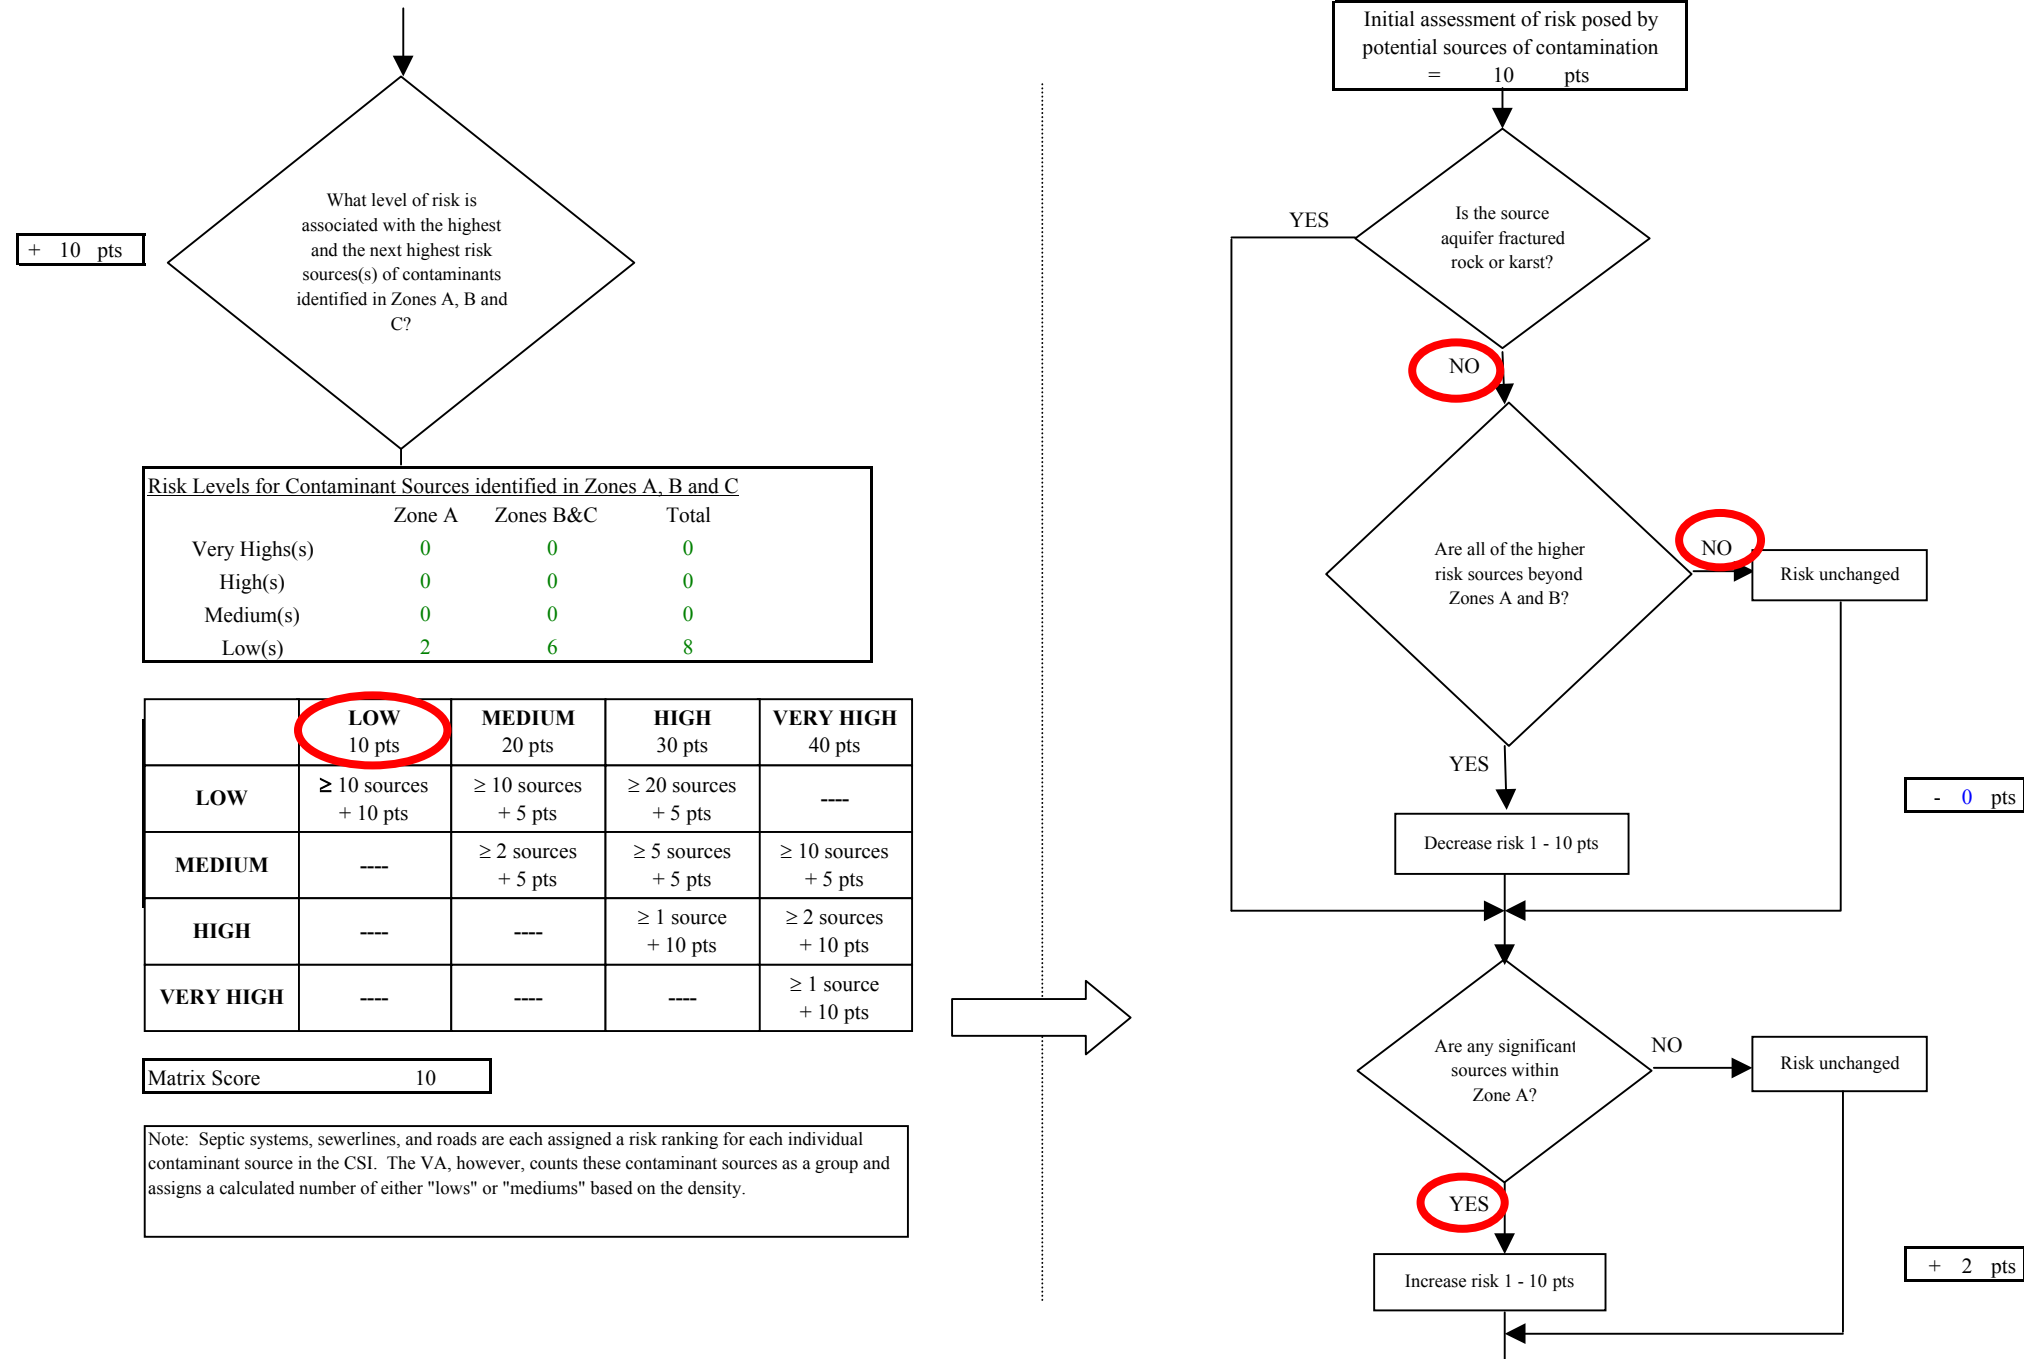 + 10 pts
What level of risk is
associated with the highest
and the next highest risk
sources(s) of contaminants
identified in Zones A, B and
C?
Risk Levels for Contaminant Sources identified in Zones A, B and C
Zone A Zones B&C Total
Very Highs(s) 0 0 0
High(s) 0 0 0
Medium(s) 0 0 0
Low(s) 2 6 8
LOW MEDIUM HIGH VERY HIGH
10 pts 20 pts 30 pts 40 pts
LOW ≥ 10 sources ≥ 10 sources ≥ 20 sources ----
+ 10 pts + 5 pts + 5 pts
MEDIUM ---- ≥ 2 sources ≥ 5 sources ≥ 10 sources
+ 5 pts + 5 pts + 5 pts
HIGH ---- ---- ≥ 1 source ≥ 2 sources
+ 10 pts + 10 pts
VERY HIGH ---- ---- ---- ≥ 1 source
+ 10 pts
Matrix Score 10
Note: Septic systems, sewerlines, and roads are each assigned a risk ranking for each individual
contaminant source in the CSI. The VA, however, counts these contaminant sources as a group and
assigns a calculated number of either "lows" or "mediums" based on the density.
Initial assessment of risk posed by
potential sources of contamination
= 10 pts
YES
Is the source
aquifer fractured
rock or karst?
NO
Are all of the higher
risk sources beyond
Zones A and B?
NO
Risk unchanged
YES
- 0 pts
Decrease risk 1 - 10 pts
Are any significant
sources within
Zone A?
NO
Risk unchanged
YES
+ 2 pts
Increase risk 1 - 10 pts